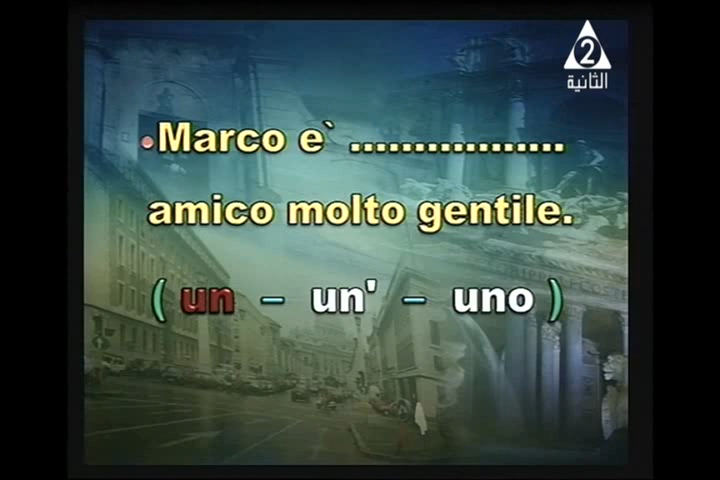 2
الثانية
Marco e` .................
amico molto gentile.
( un – un' – uno )